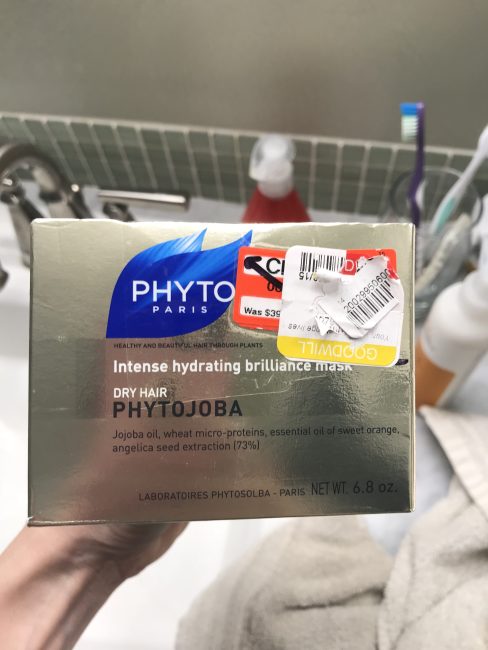 PHYTO
PARIS
Was $39
GOODWILL
HEALTHY AND BEAUTIFUL HAIR THROUGH PLANTS
Intense hydrating brilliance mask
DRY HAIR
PHYTOJOBA
Jojoba oil, wheat micro-proteins, essential oil of sweet orange,
angelica seed extraction (73%)
LABORATOIRES PHYTOSOLBA - PARIS NET WT. 6.8 oz.